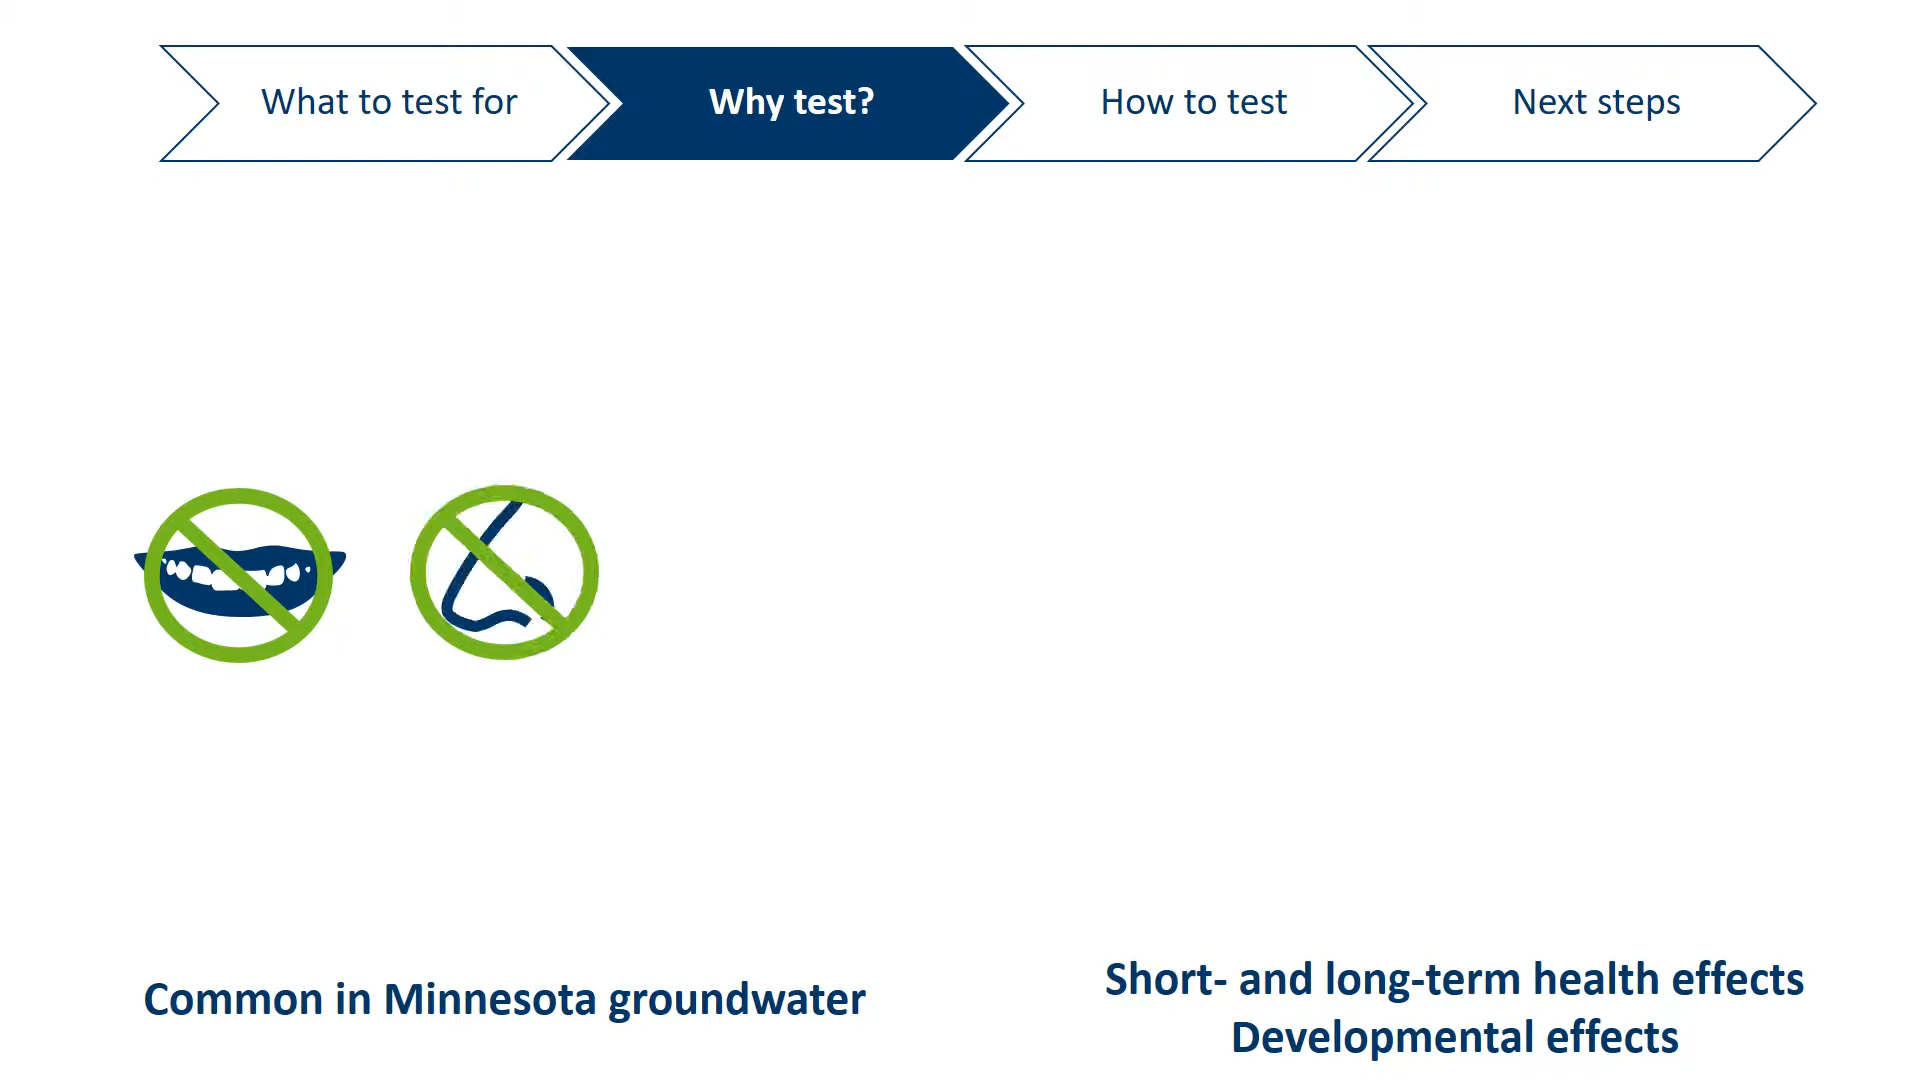 What to test for
Why test?
How to test
Next steps
Common in Minnesota groundwater
Short- and long-term health effects
Developmental effects